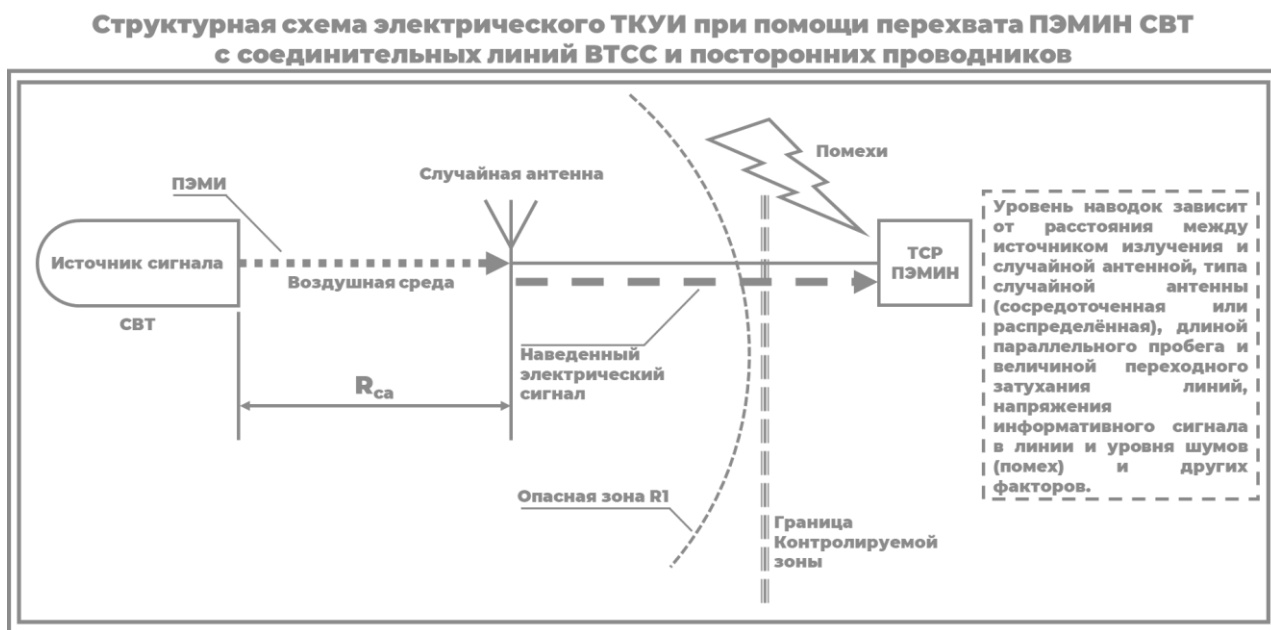 Структурная схема электрического ТКУИ при помощи перехвата ПЭМИН СВТ
с соединительных линий ВТСС и посторонних проводников
Помехи
Случайная антенна
ПЭМИ
Источник сигнала
Воздушная среда
СВТ
ТСР
ПЭМИН
Наведенный
электрический
сигнал
Rса
Опасная зона R1
Граница
Контролируемой
зоны
Уровень наводок зависит
от расстояния между
источником излучения и
случайной антенной, типа
случайной антенны
(сосредоточенная или
распределённая), длиной
параллельного пробега и
величиной переходного
затухания линий,
напряжения
информативного сигнала
в линии и уровня шумов
(помех) и других
факторов.